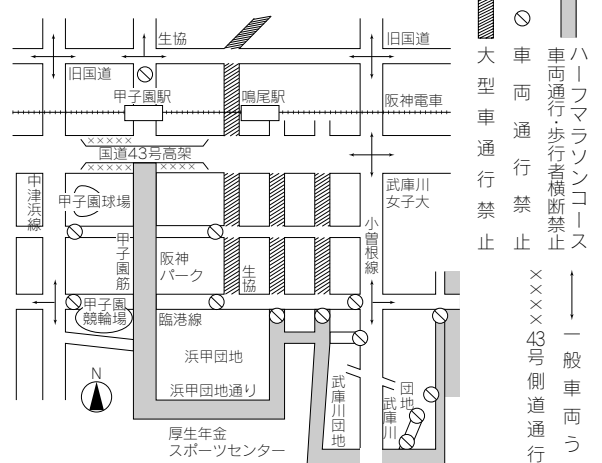 生協
旧国道
旧国道
甲子園駅
鳴尾駅
阪神電車
××××
国道43号高架
××××
××××
中津浜線
甲子園球場
甲子園筋
阪神
パーク
生協
小曽根線
武庫川
女子大
甲子園
競輪場
臨港線
浜甲団地
浜甲団地通り
武庫川団地
武庫川
団地
N
厚生年金
スポーツセンター
ハーフマラソンコース
車両通行・歩行者横断禁止
車両通行禁止
大型車通行禁止
一般車両う
××××43号側道通行